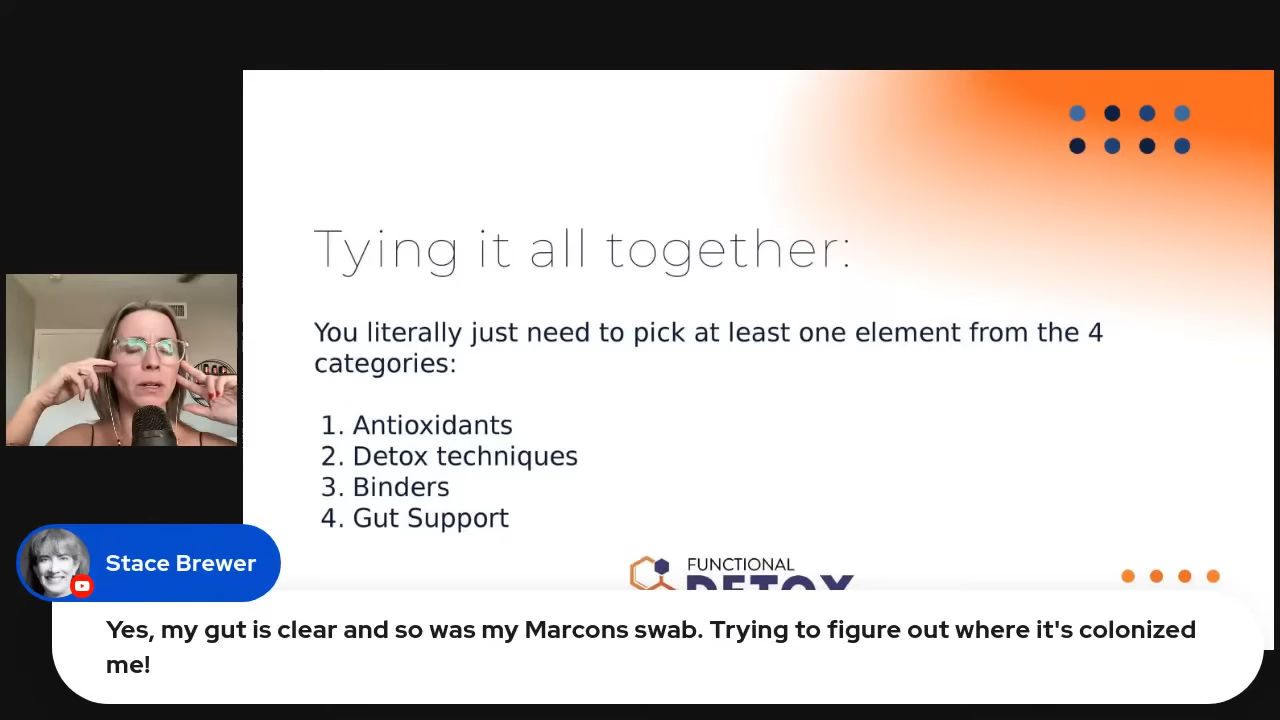 Tying it all together:
You literally just need to pick at least one element from the 4
categories:
1. Antioxidants
2. Detox techniques
3. Binders
4. Gut Support
FUNCTIONAL
DETOX
Stace Brewer
Yes, my gut is clear and so was my Marcons swab. Trying to figure out where it's colonized
me!